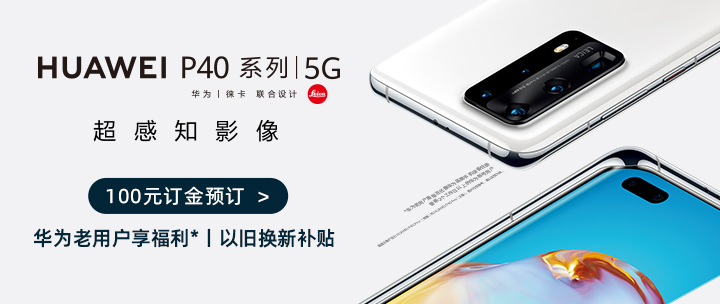 HUAWEI P40 系列|5G
华为 | 徕卡 联合设计
Leica
超感知影像
100元订金预订 >
华为老用户享福利*|以旧换新补贴
LEICA